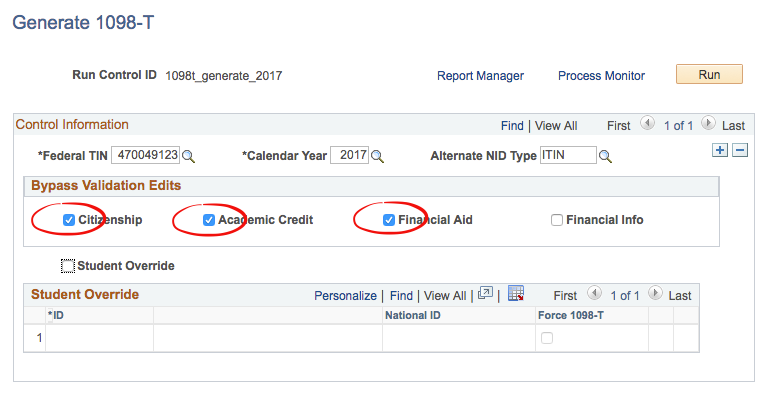 Generate 1098-T
Run Control ID 1098t_generate_2017 Report Manager Process Monitor Run
Control Information Find | View All First 1 of 1 Last
*Federal TIN 470049123 *Calendar Year 2017 Alternate NID Type ITIN
Bypass Validation Edits
Citizenship Academic Credit Financial Aid Financial Info
Student Override
Student Override Personalize | Find | View All | | First 1 of 1 Last
*ID National ID Force 1098-T
1